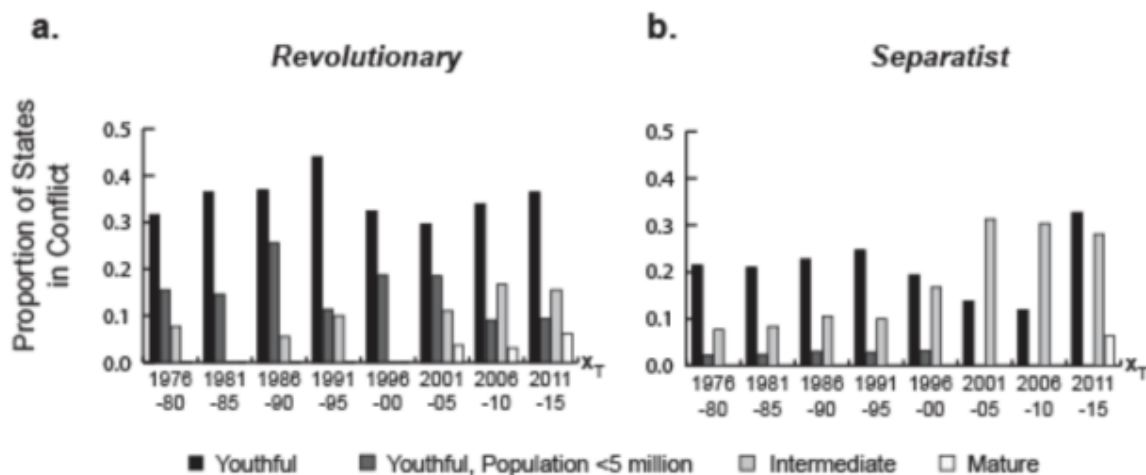 a.
Revolutionary
Proportion of States
in Conflict
0.5
0.4
0.3
0.2
0.1
0.0
1976 1981 1986 1991 1996 2001 2006 2011 xT
-80 -85 -90 -95 -00 -05 -10 -15
b.
Separatist
0.5
0.4
0.3
0.2
0.1
0.0
1976 1981 1986 1991 1996 2001 2006 2011 xT
-80 -85 -90 -95 -00 -05 -10 -15
Youthful Youthful, Population <5 million Intermediate Mature